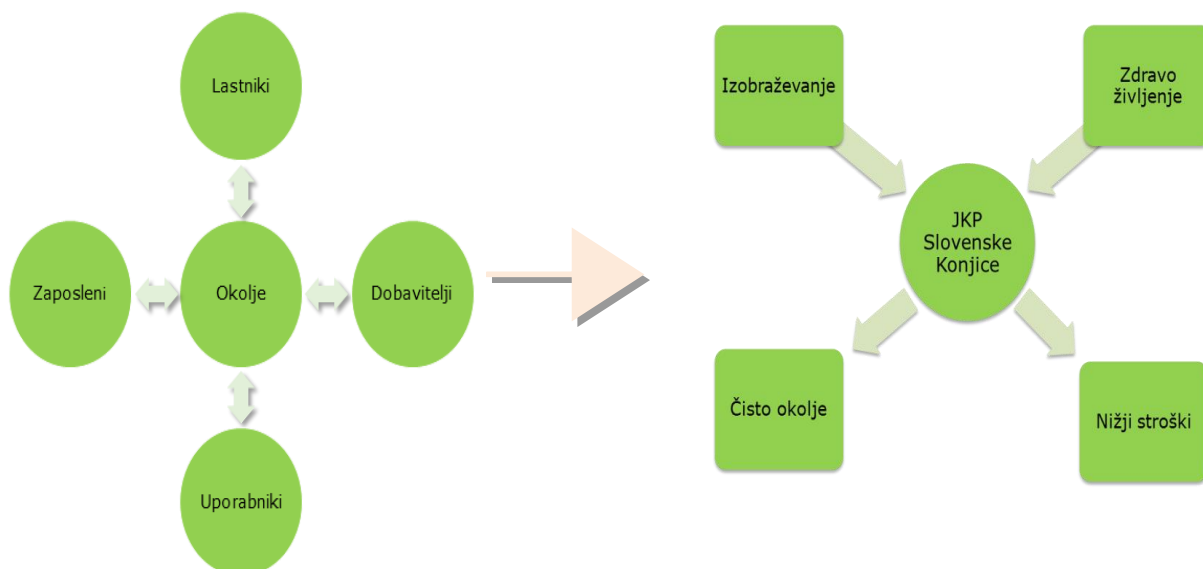 Lastniki
Zaposleni
Okolje
Dobavitelji
Uporabniki
Izobraževanje
Zdravo
življenje
JKP
Slovenske
Konjice
Čisto okolje
Nižji stroški